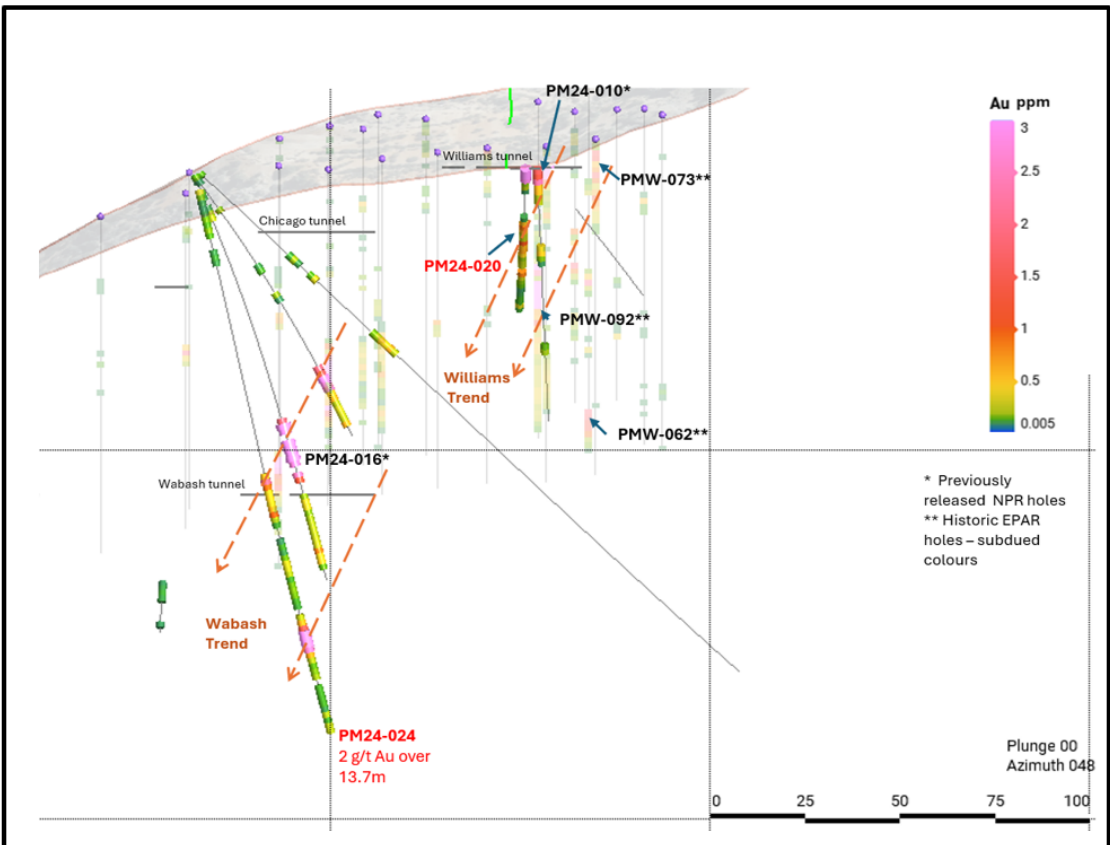 PM24-010*
Au ppm
3
2.5
2
1.5
1
0.5
0.005
Williams tunnel
PMW-073**
Chicago tunnel
PM24-020
PMW-092**
Williams
Trend
PMW-062**
PM24-016*
Wabash tunnel
* Previously
released NPR holes
** Historic EPAR
holes – subdued
colours
Wabash
Trend
PM24-024
2 g/t Au over
13.7m
Plunge 00
Azimuth 048
0 25 50 75 100